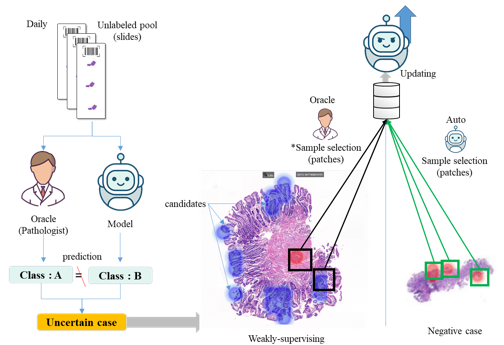 Daily
Unlabeled pool
(slides)
Oracle
(Pathologist)
Model
prediction
Class : A
=
Class : B
Uncertain case
candidates
Weakly-supervising
Oracle
*Sample selection
(patches)
Updating
Auto
Sample selection
(patches)
Negative case